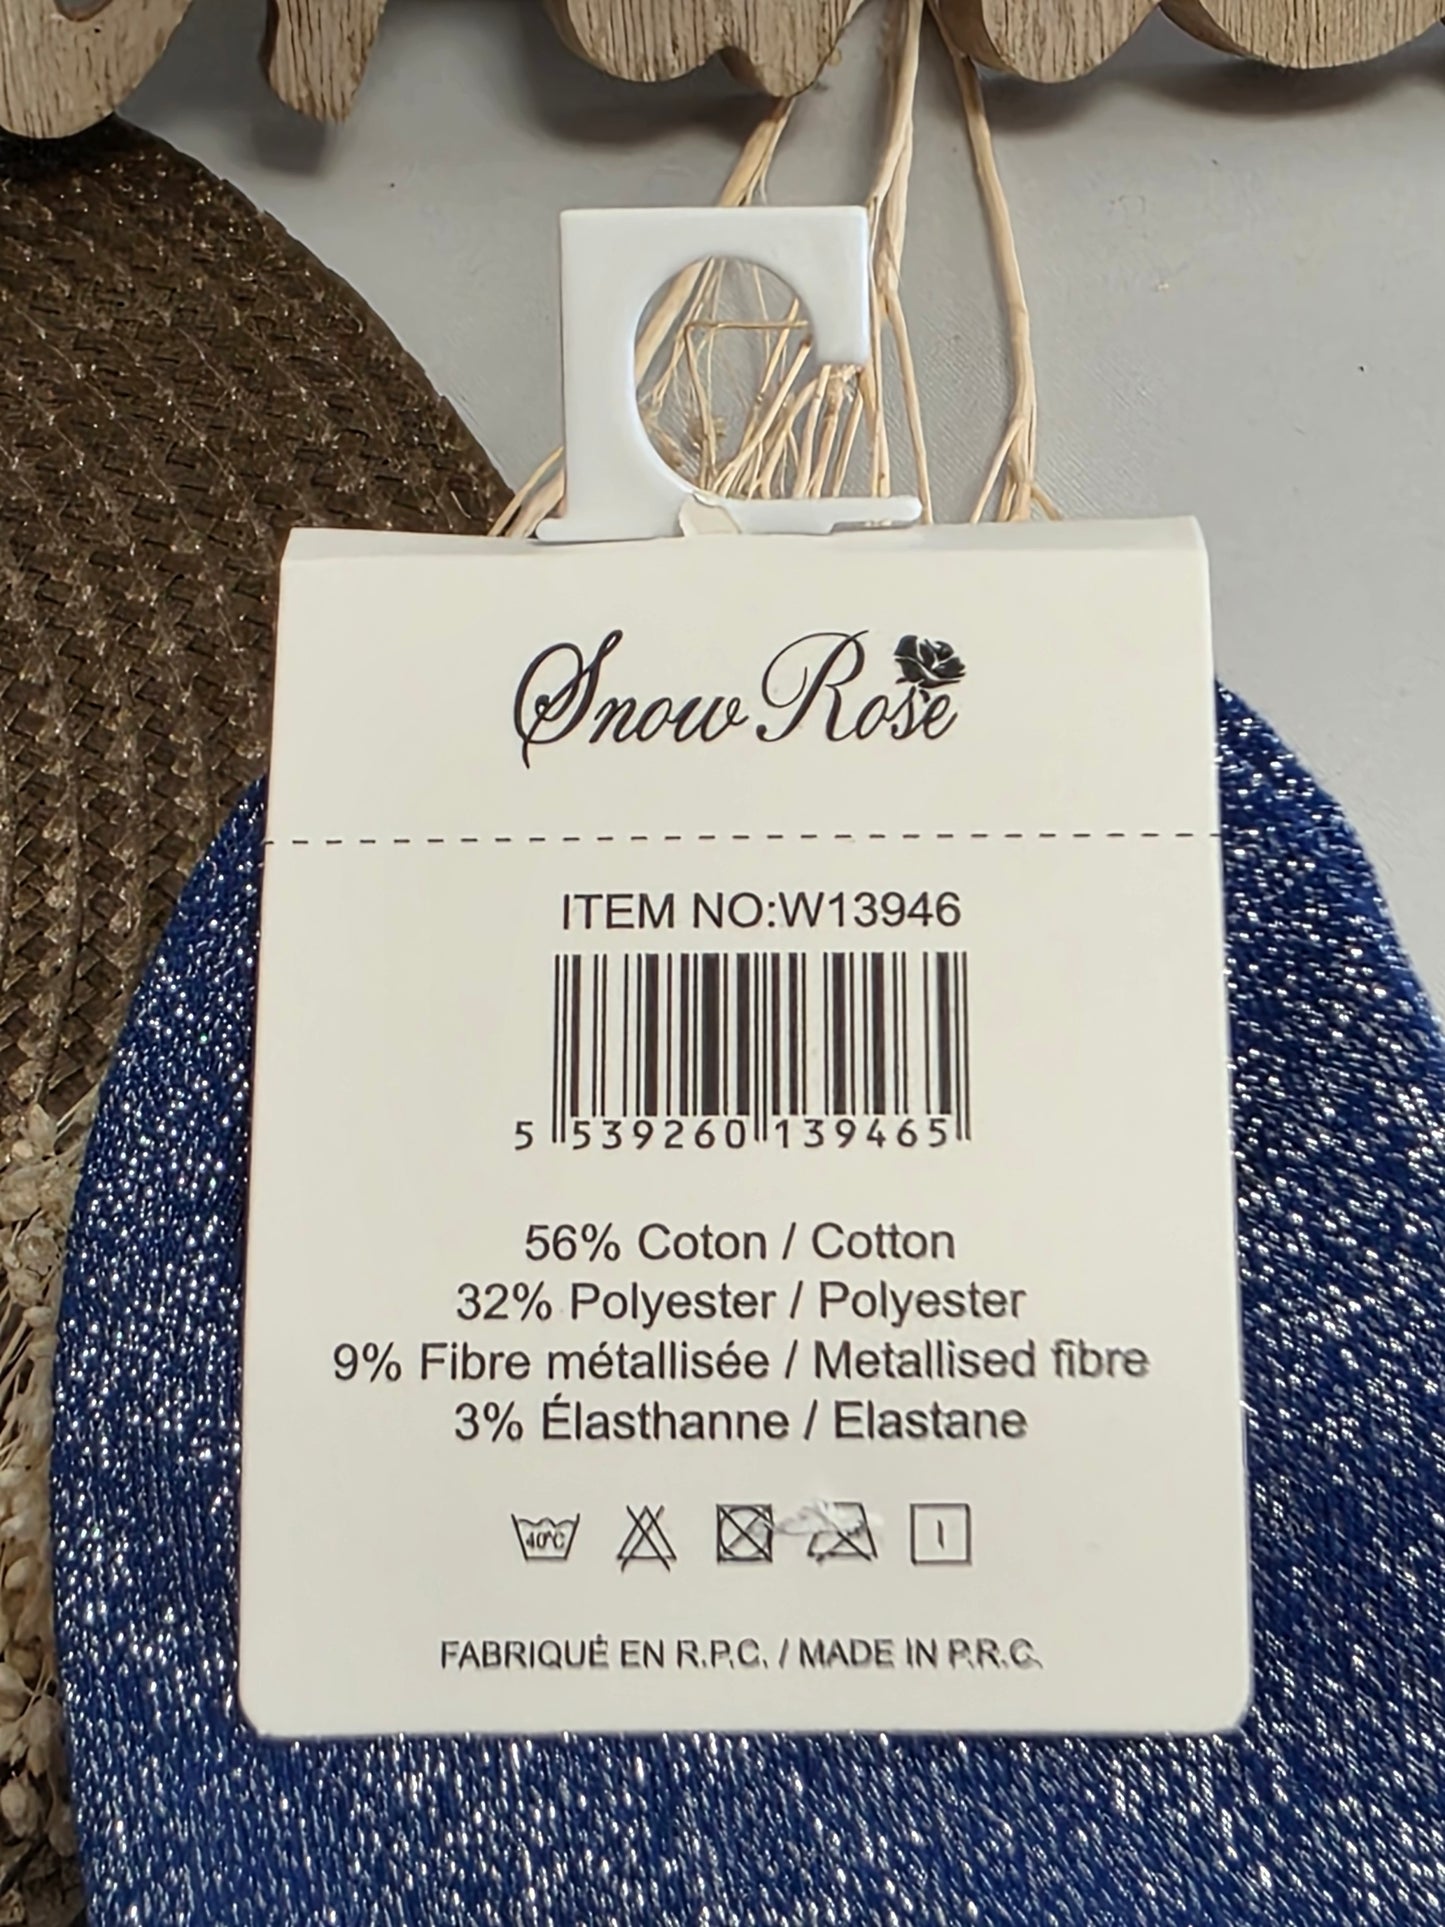 Snow Rose
ITEM NO:W13946
5 539260 139465
56% Coton / Cotton
32% Polyester / Polyester
9% Fibre métallisée / Metallised fibre
3% Élasthanne / Elastane
40°C
FABRIQUÉ EN R.P.C. / MADE IN P.R.C.